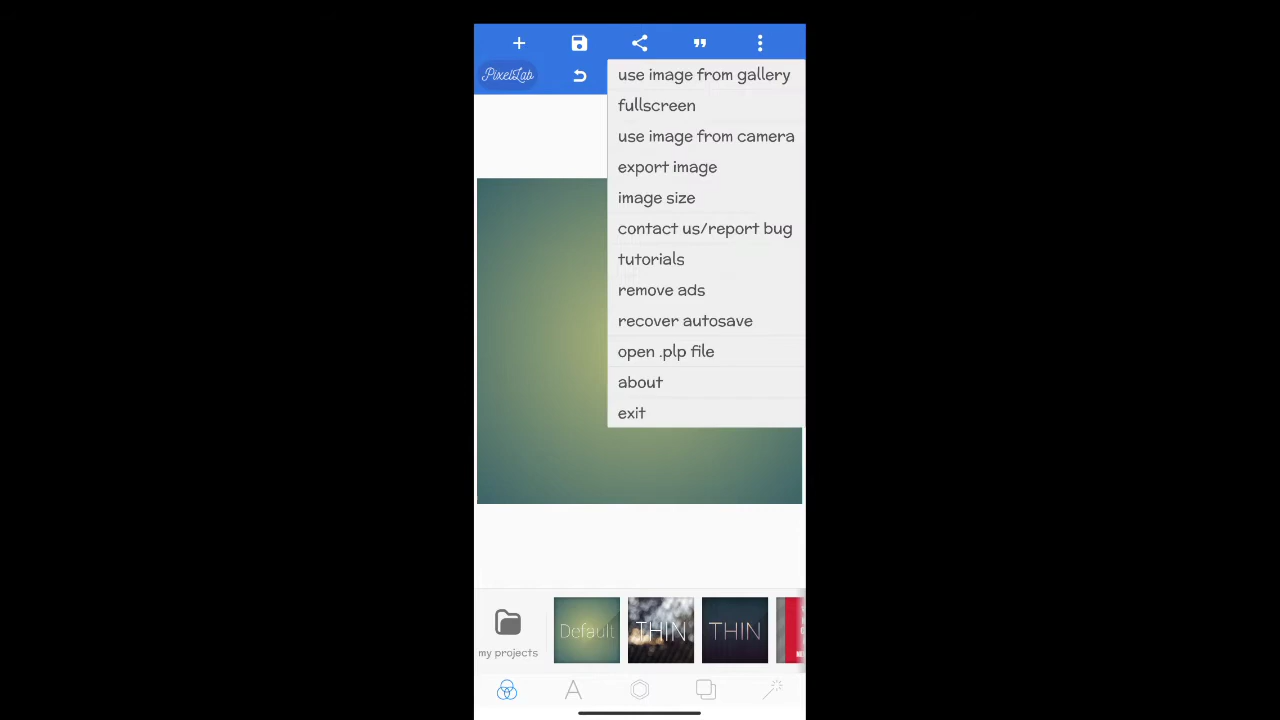 PixelLab
use image from gallery
fullscreen
use image from camera
export image
image size
contact us/report bug
tutorials
remove ads
recover autosave
open .plp file
about
exit
Default
THIN
THIN
my projects